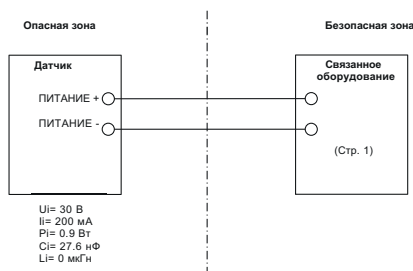 Опасная зона
Безопасная зона
Датчик
Связанное
оборудование
ПИТАНИЕ +
ПИТАНИЕ -
(Стр. 1)
Ui= 30 В
Ii= 200 мА
Pi= 0.9 Вт
Ci= 27.6 нФ
Li= 0 мкГн